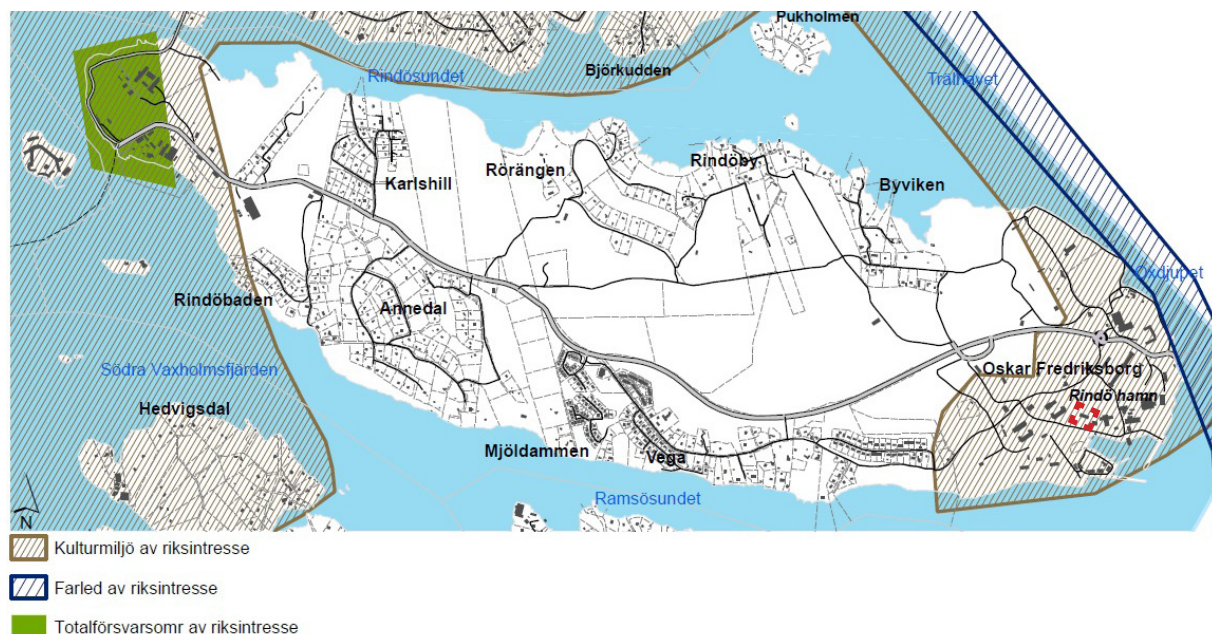 Pukholmen
Björkudden
Rindösundet
Trälhavet
Rindöby
Rörängen
Karlshill
Byviken
Oxdjupet
Rindöbaden
Annedal
Södra Vaxholmsfjärden
Oskar Fredriksborg
Rindö hamn
Hedvigsdal
Mjöldammen
Vega
Ramsösundet
N
Kulturmiljö av riksintresse
Farled av riksintresse
Totalförsvarsomr av riksintresse